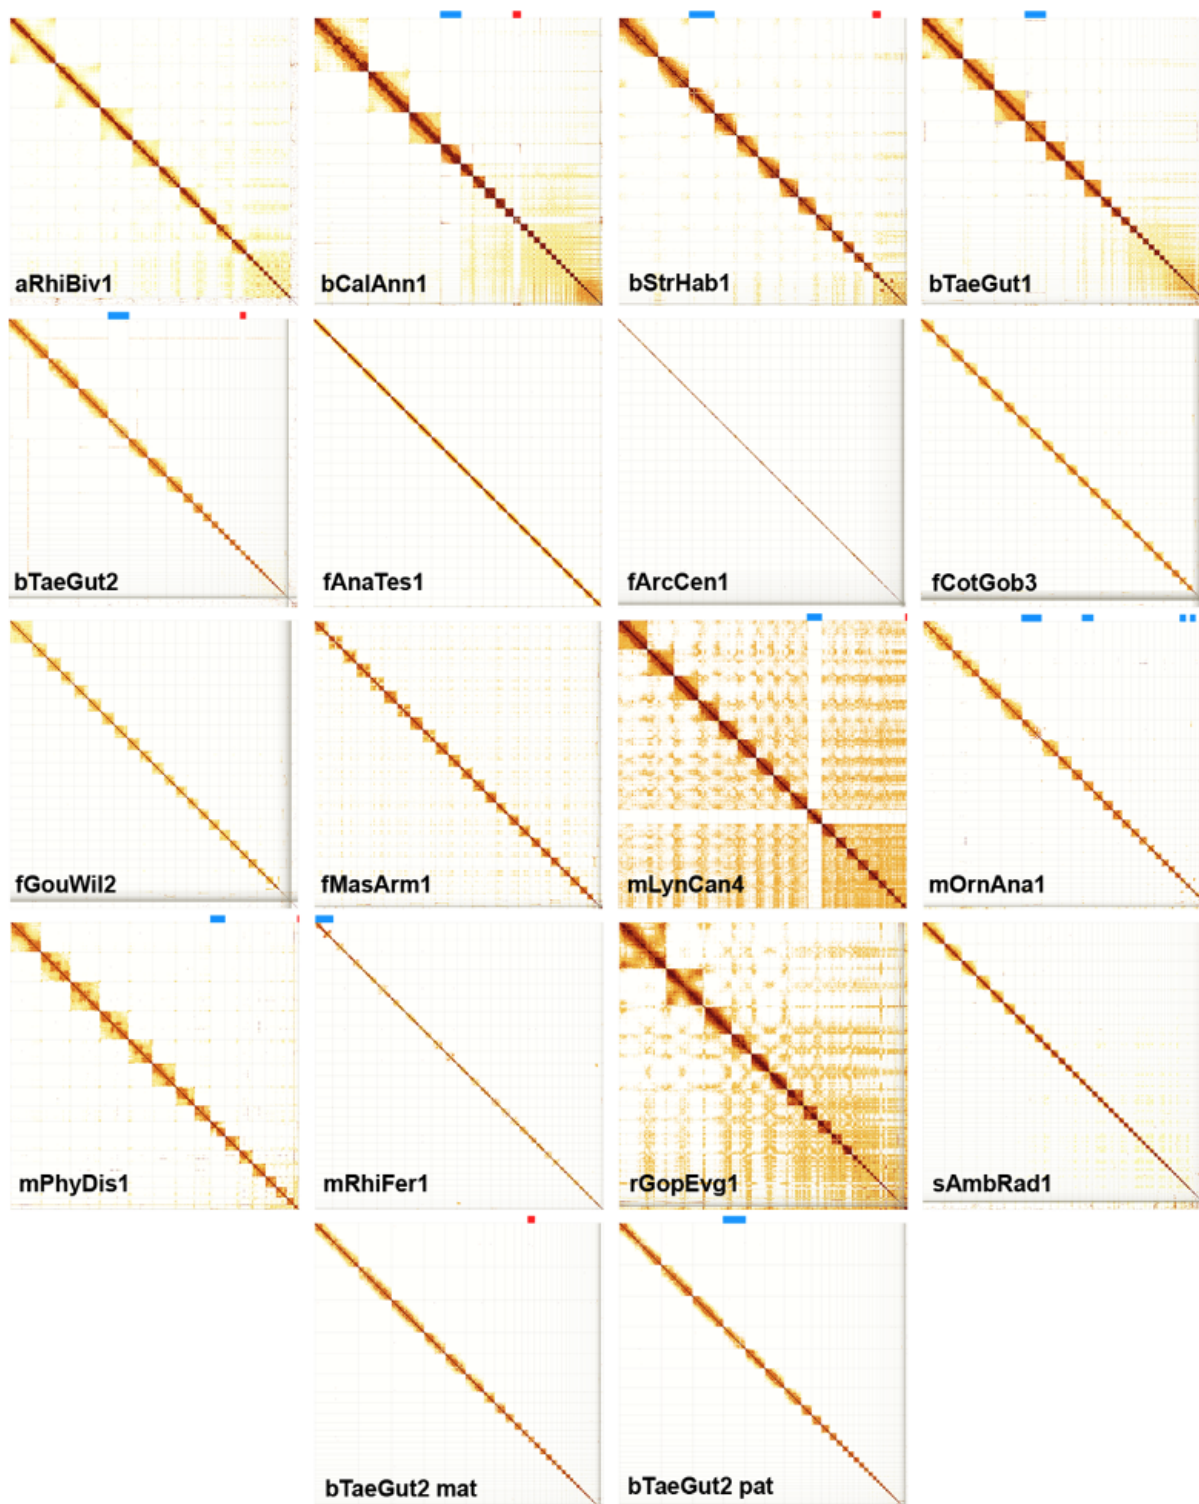 aRhiBiv1
bCalAnn1
bStrHab1
bTaeGut1
bTaeGut2
fAnaTes1
fArcCen1
fCotGob3
fGouWil2
fMasArm1
mLynCan4
mOrnAna1
mPhyDis1
mRhiFer1
rGopEvg1
sAmbRad1
bTaeGut2 mat
bTaeGut2 pat